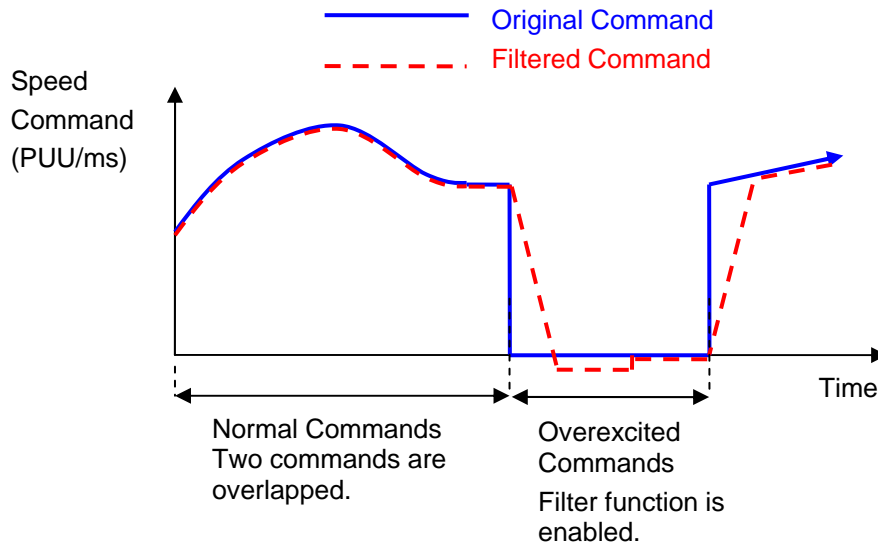 Original Command
Filtered Command
Speed
Command
(PUU/ms)
Time
Normal Commands
Two commands are
overlapped.
Overexcited
Commands
Filter function is
enabled.